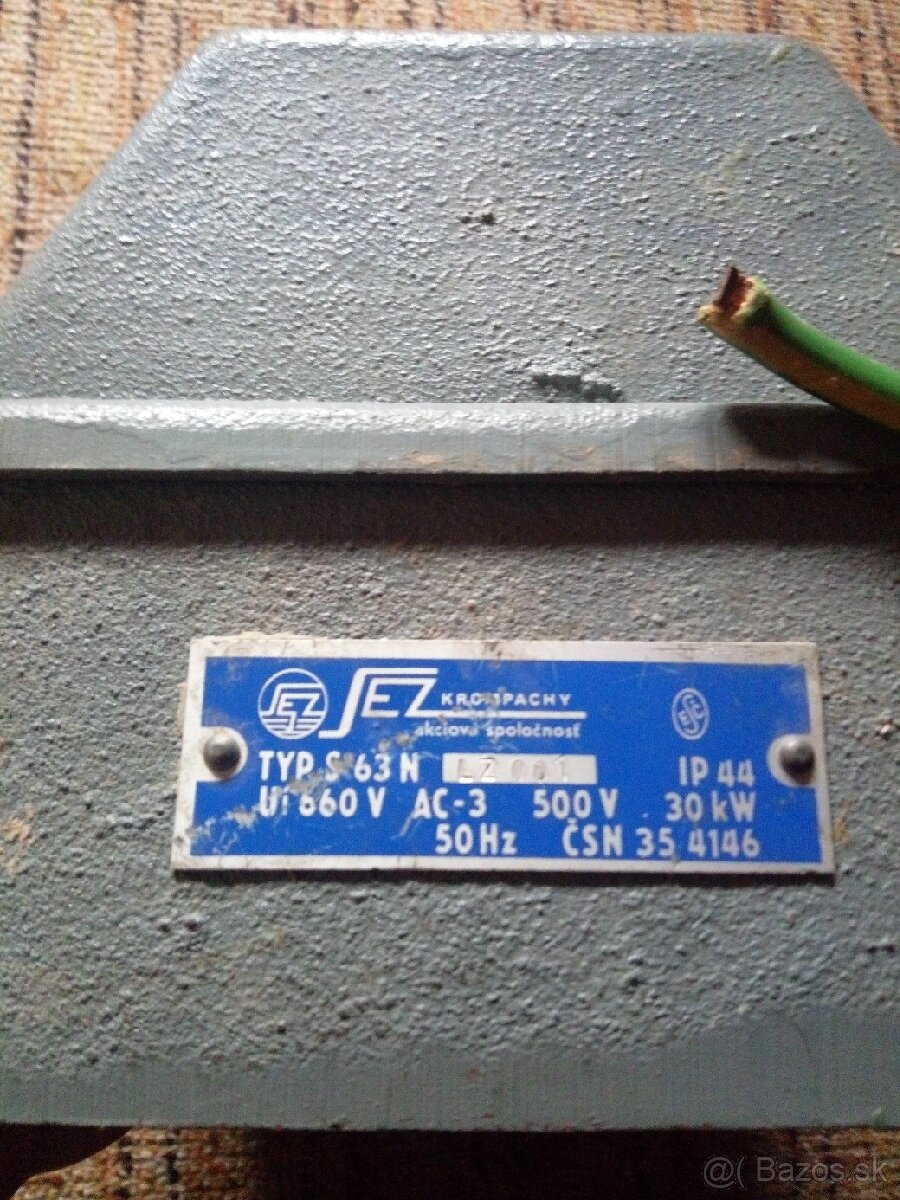 SEZ
SEZ KROMPACHY
akciová spoločnosť
TYP S 63 N IP 44
Ui 660 V AC-3 500 V 30 kW
50 Hz ČSN 35 4146
@( Bazos.sk